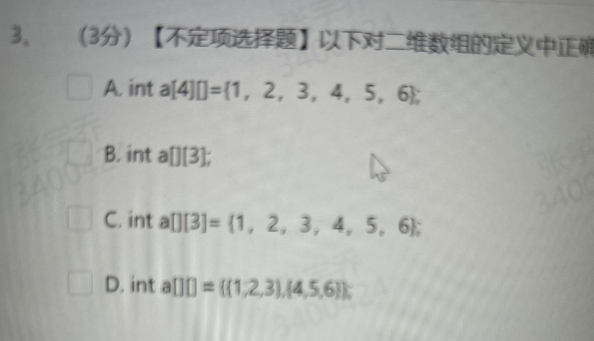 3、 (3分) 【不定项选择题】以下对二维数组的定义中正确
A. int a[4][]={1, 2, 3, 4, 5, 6};
B. int a[][3];
C. int a[][3]= {1, 2, 3, 4, 5, 6};
D. int a[][] = {{1,2,3},{4,5,6}};